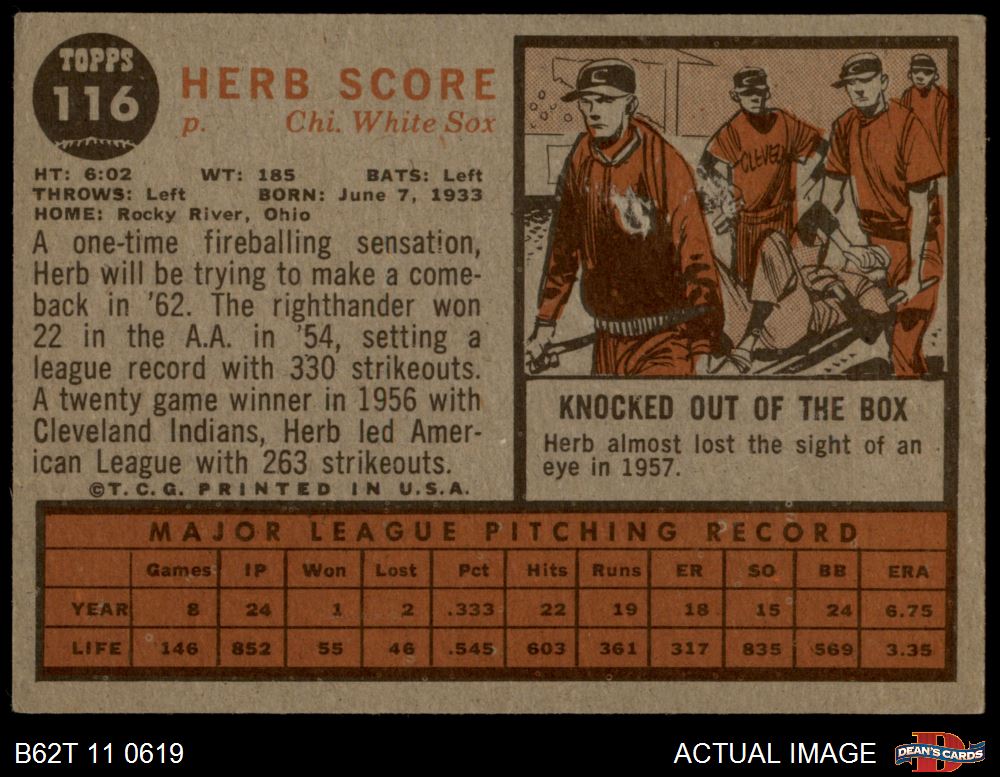 TOPPS
116
HERB SCORE
p. Chi. White Sox
HT: 6:02 WT: 185 BATS: Left
THROWS: Left BORN: June 7, 1933
HOME: Rocky River, Ohio
A one-time fireballing sensation,
Herb will be trying to make a come-
back in '62. The righthander won
22 in the A.A. in '54, setting a
league record with 330 strikeouts.
A twenty game winner in 1956 with
Cleveland Indians, Herb led Amer-
ican League with 263 strikeouts.
©T.C.G. PRINTED IN U.S.A.
C
CLEVEL
KNOCKED OUT OF THE BOX
Herb almost lost the sight of an
eye in 1957.
MAJOR LEAGUE PITCHING RECORD
Games IP Won Lost Pct Hits Runs ER SO BB ERA
YEAR 8 24 1 2 .333 22 19 18 15 24 6.75
LIFE 146 852 55 46 .545 603 361 317 835 569 3.35
B62T 11 0619
ACTUAL IMAGE
D
DEAN'S CARDS